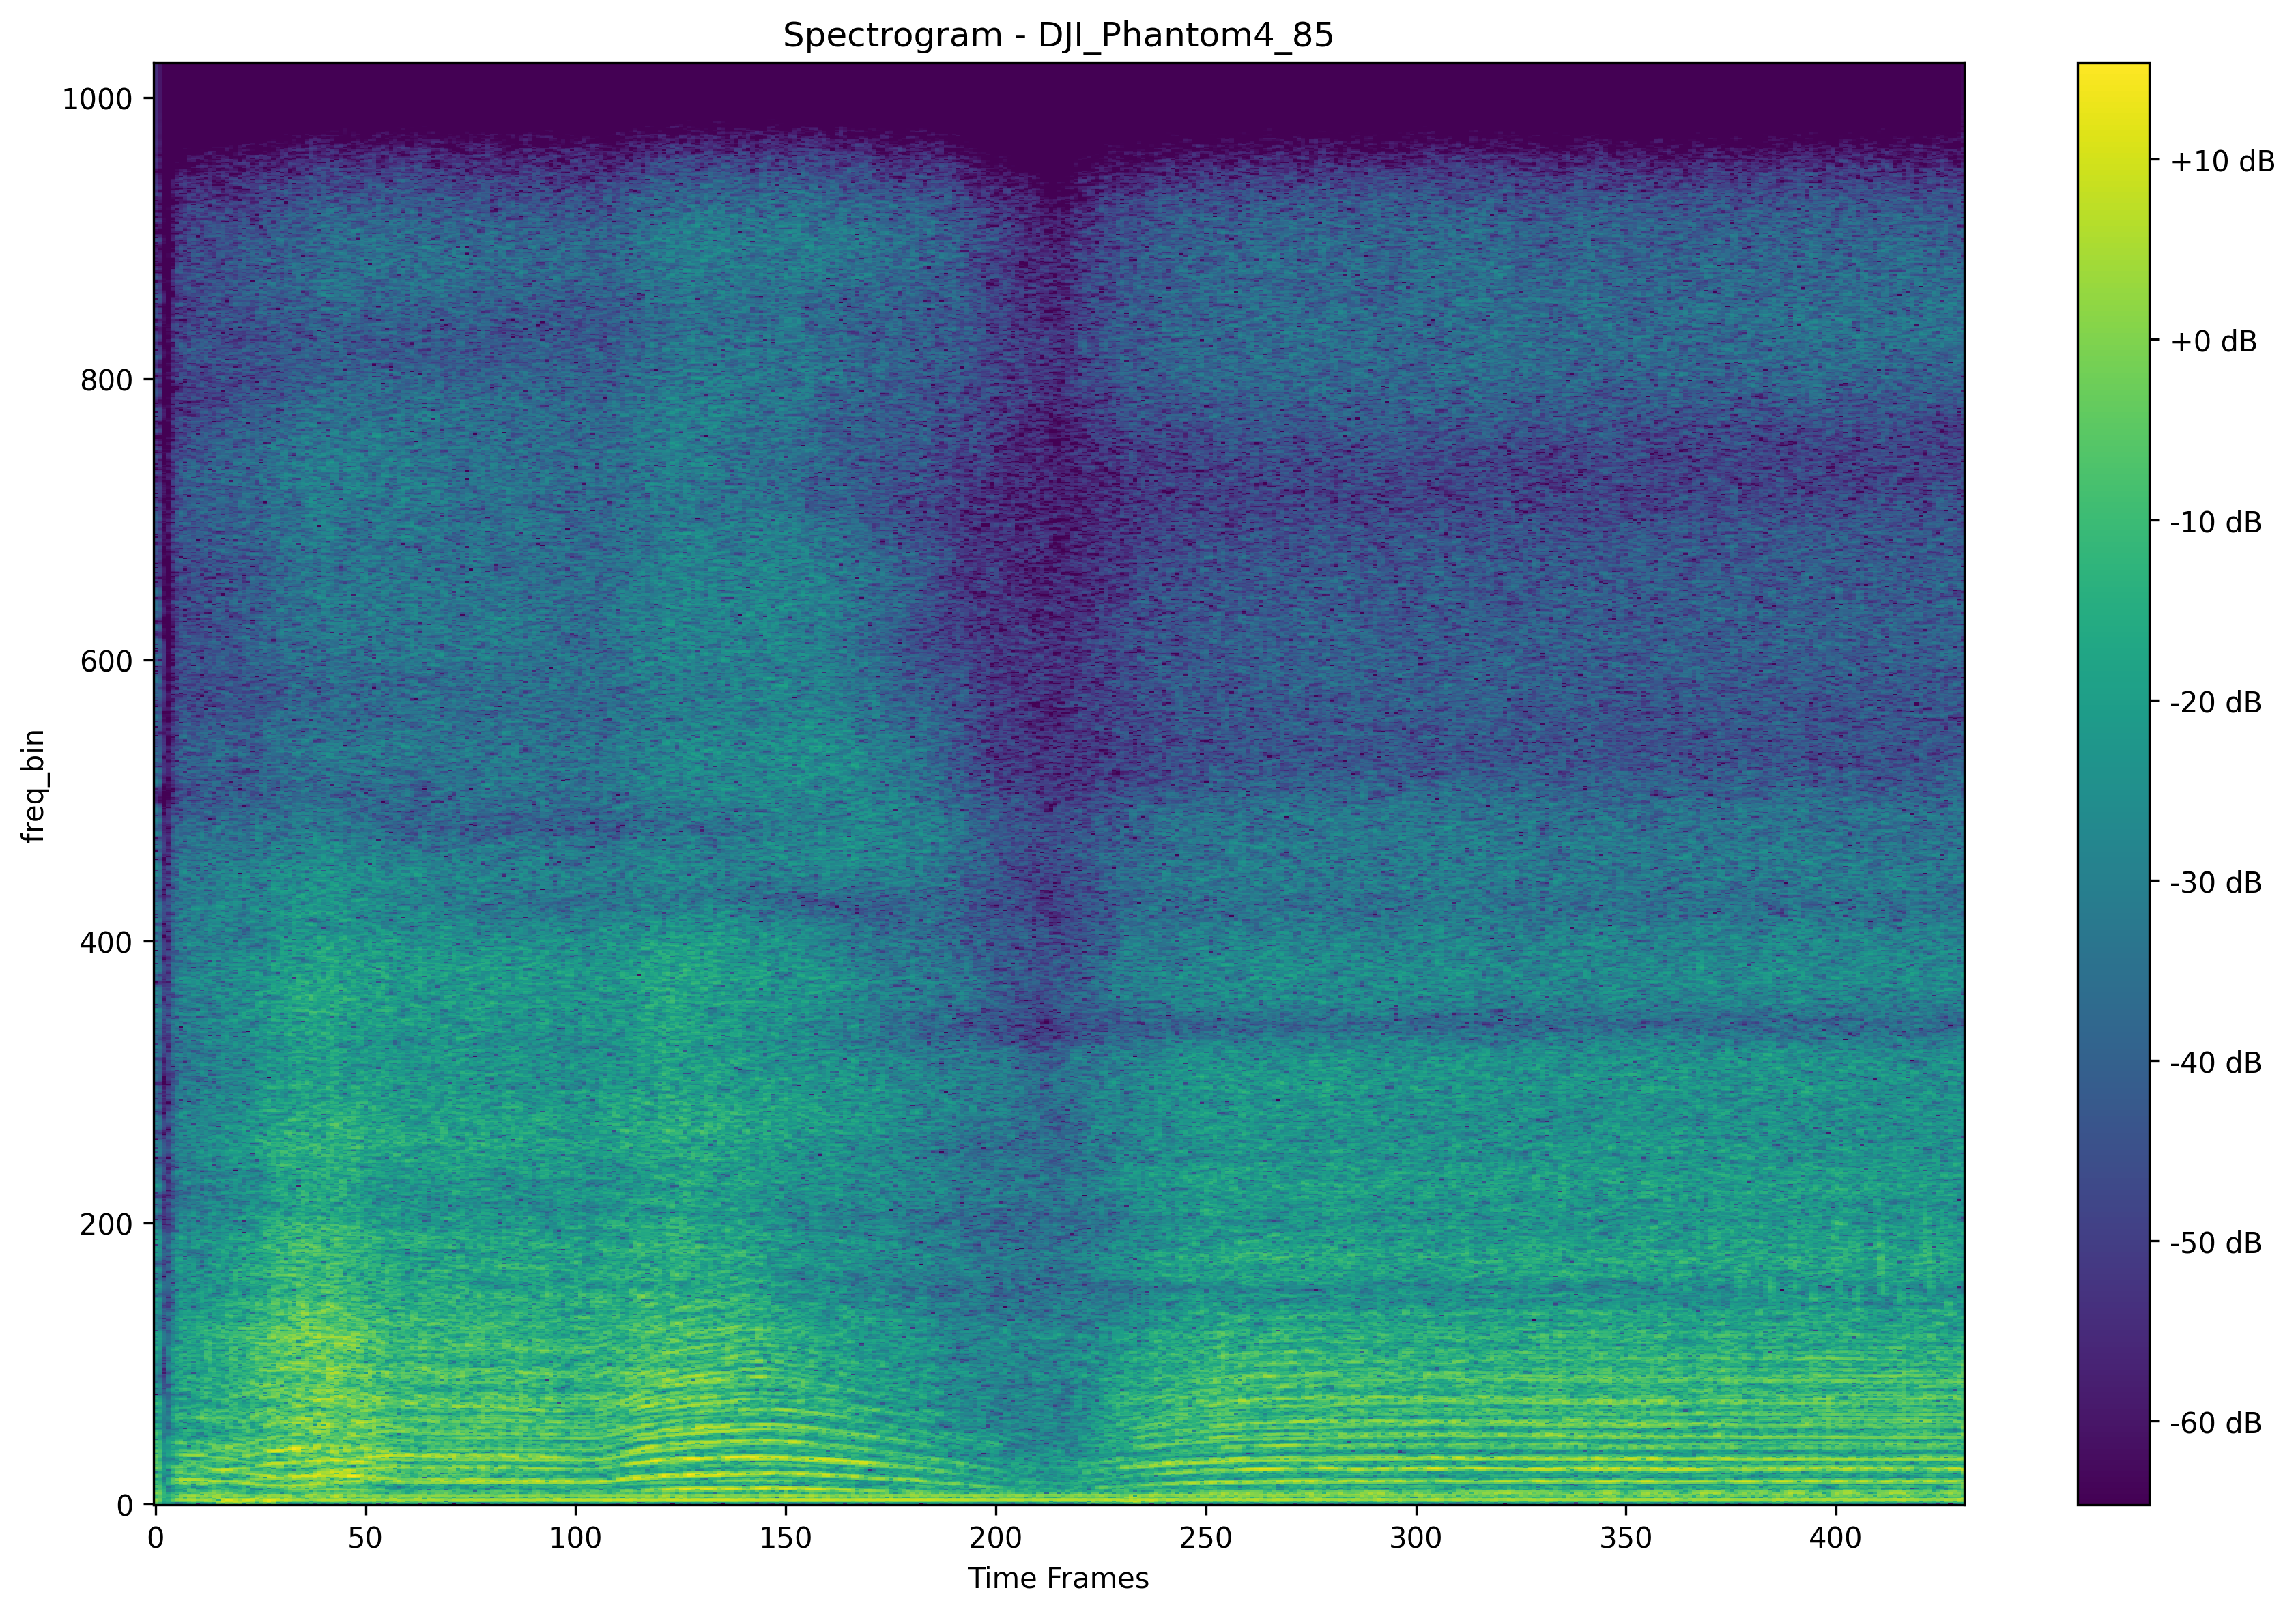 Spectrogram - DJI_Phantom4_85
1000
800
600
400
200
0
freq_bin
0 50 100 150 200 250 300 350 400
Time Frames
+10 dB
+0 dB
-10 dB
-20 dB
-30 dB
-40 dB
-50 dB
-60 dB